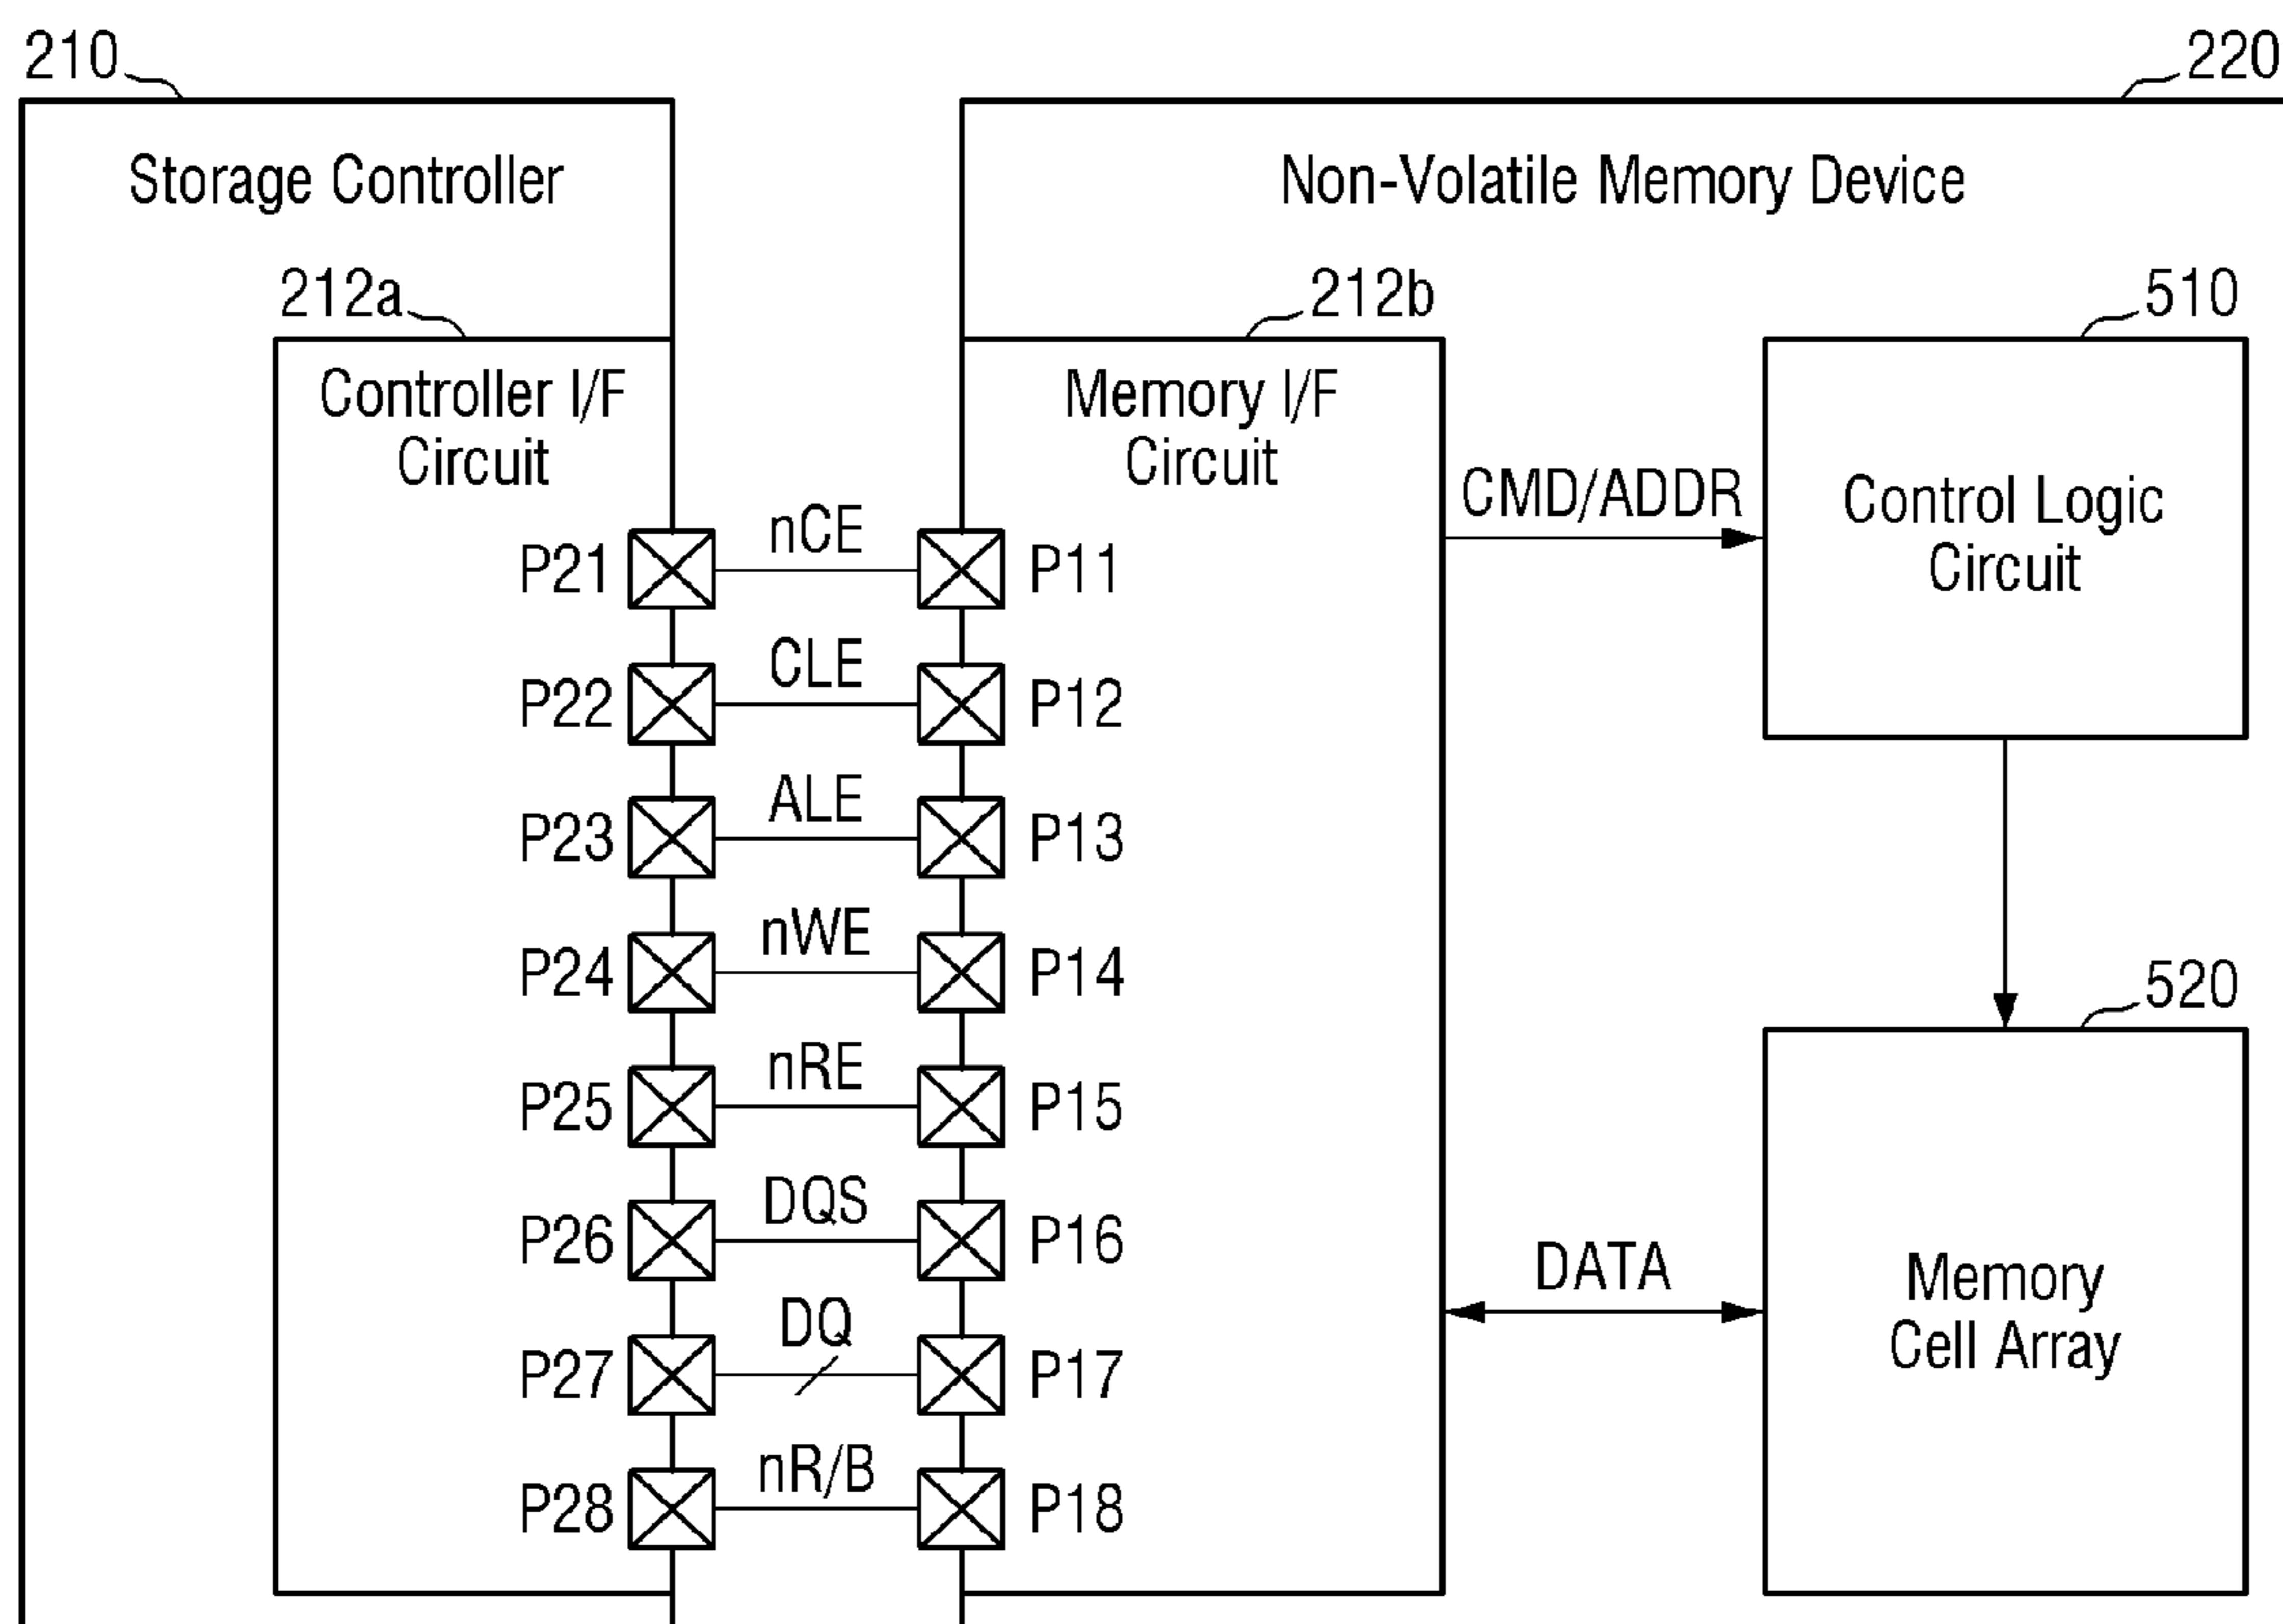 210
220
Storage Controller
Non-Volatile Memory Device
212a
212b
510
Controller I/F
Circuit
Memory I/F
Circuit
CMD/ADDR
Control Logic
Circuit
P21
nCE
P11
P22
CLE
P12
P23
ALE
P13
P24
nWE
P14
520
P25
nRE
P15
P26
DQS
P16
DATA
Memory
Cell Array
P27
DQ
P17
P28
nR/B
P18